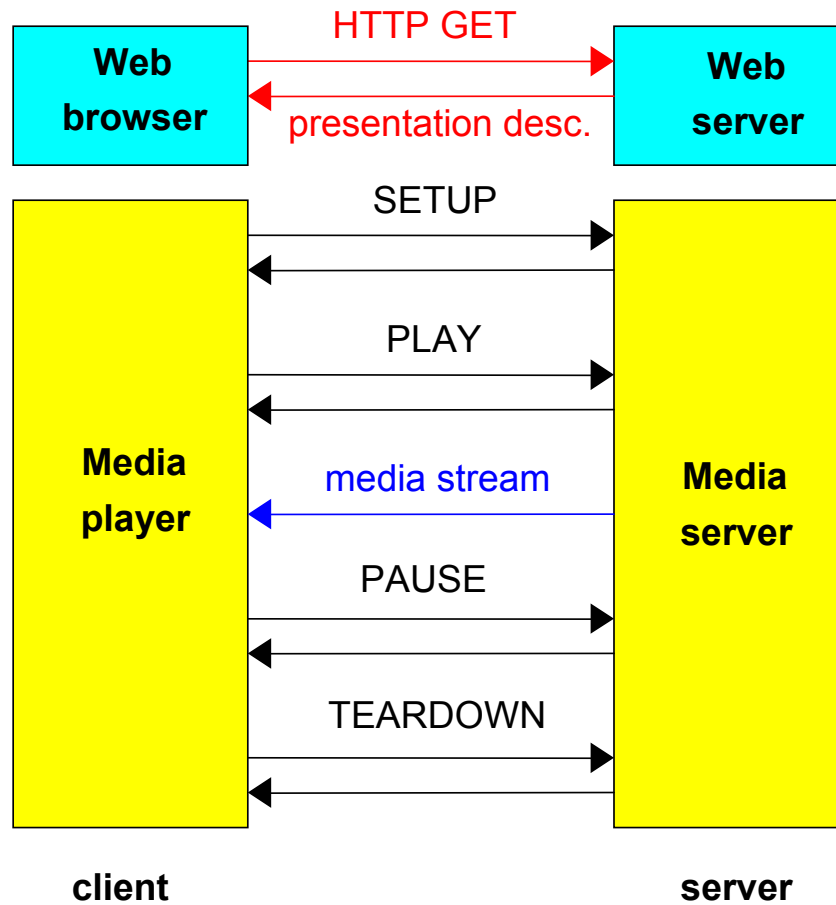 HTTP GET
Web
browser
Web
server
presentation desc.
SETUP
PLAY
Media
player
media stream
Media
server
PAUSE
TEARDOWN
client
server